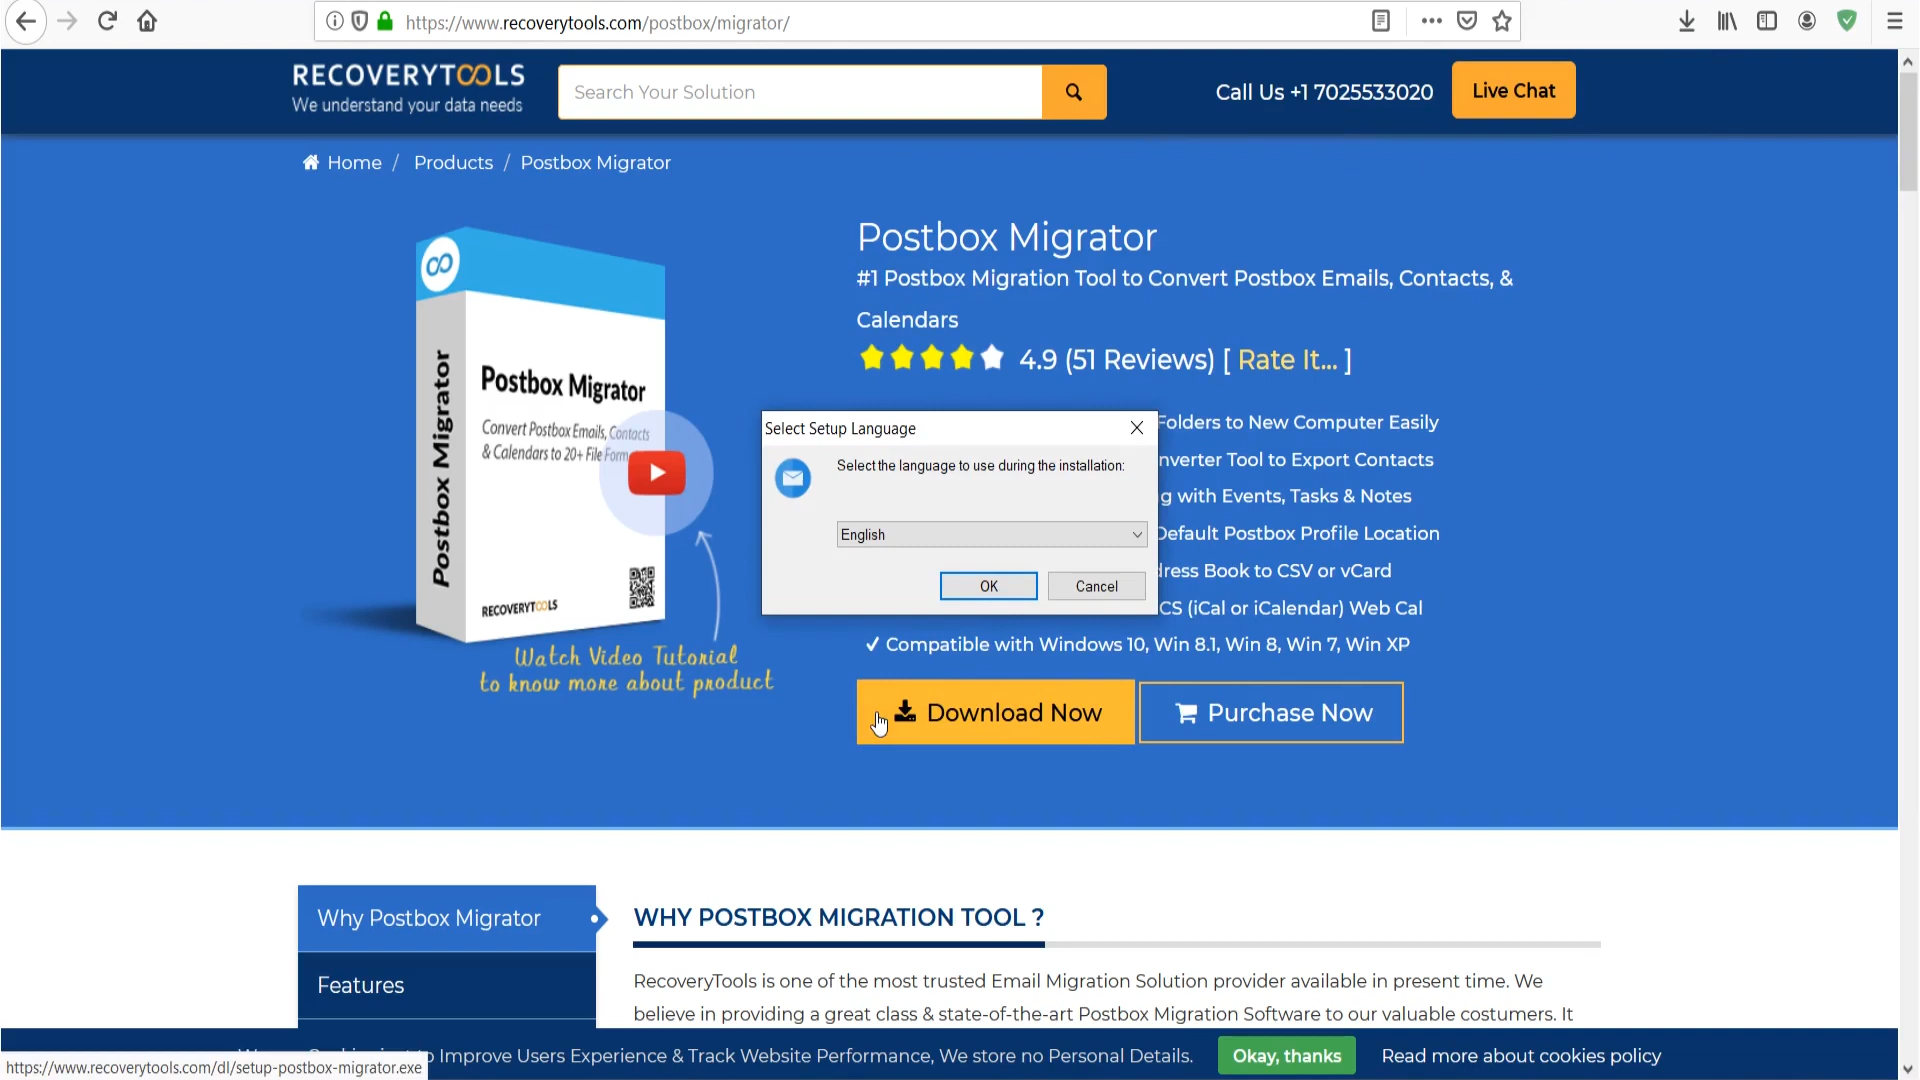 https://www.recoverytools.com/postbox/migrator/
RECOVERYTOOLS
We understand your data needs
Search Your Solution
Call Us +1 7025533020
Live Chat
Home / Products / Postbox Migrator
Postbox Migrator
#1 Postbox Migration Tool to Convert Postbox Emails, Contacts, &
Calendars
4.9 (51 Reviews) [ Rate It... ]
Postbox Migrator
Postbox Migrator
Convert Postbox Emails, Contacts
& Calendars to 20+ File Form
RECOVERYTOOLS
Watch Video Tutorial
to know more about product
Select Setup Language
Select the language to use during the installation:
English
OK
Cancel
Folders to New Computer Easily
nverter Tool to Export Contacts
g with Events, Tasks & Notes
Default Postbox Profile Location
dress Book to CSV or vCard
CS (iCal or iCalendar) Web Cal
✓ Compatible with Windows 10, Win 8.1, Win 8, Win 7, Win XP
Download Now
Purchase Now
Why Postbox Migrator
Features
WHY POSTBOX MIGRATION TOOL ?
RecoveryTools is one of the most trusted Email Migration Solution provider available in present time. We
believe in providing a great class & state-of-the-art Postbox Migration Software to our valuable costumers. It
to Improve Users Experience & Track Website Performance, We store no Personal Details.
Okay, thanks
Read more about cookies policy
https://www.recoverytools.com/dl/setup-postbox-migrator.exe